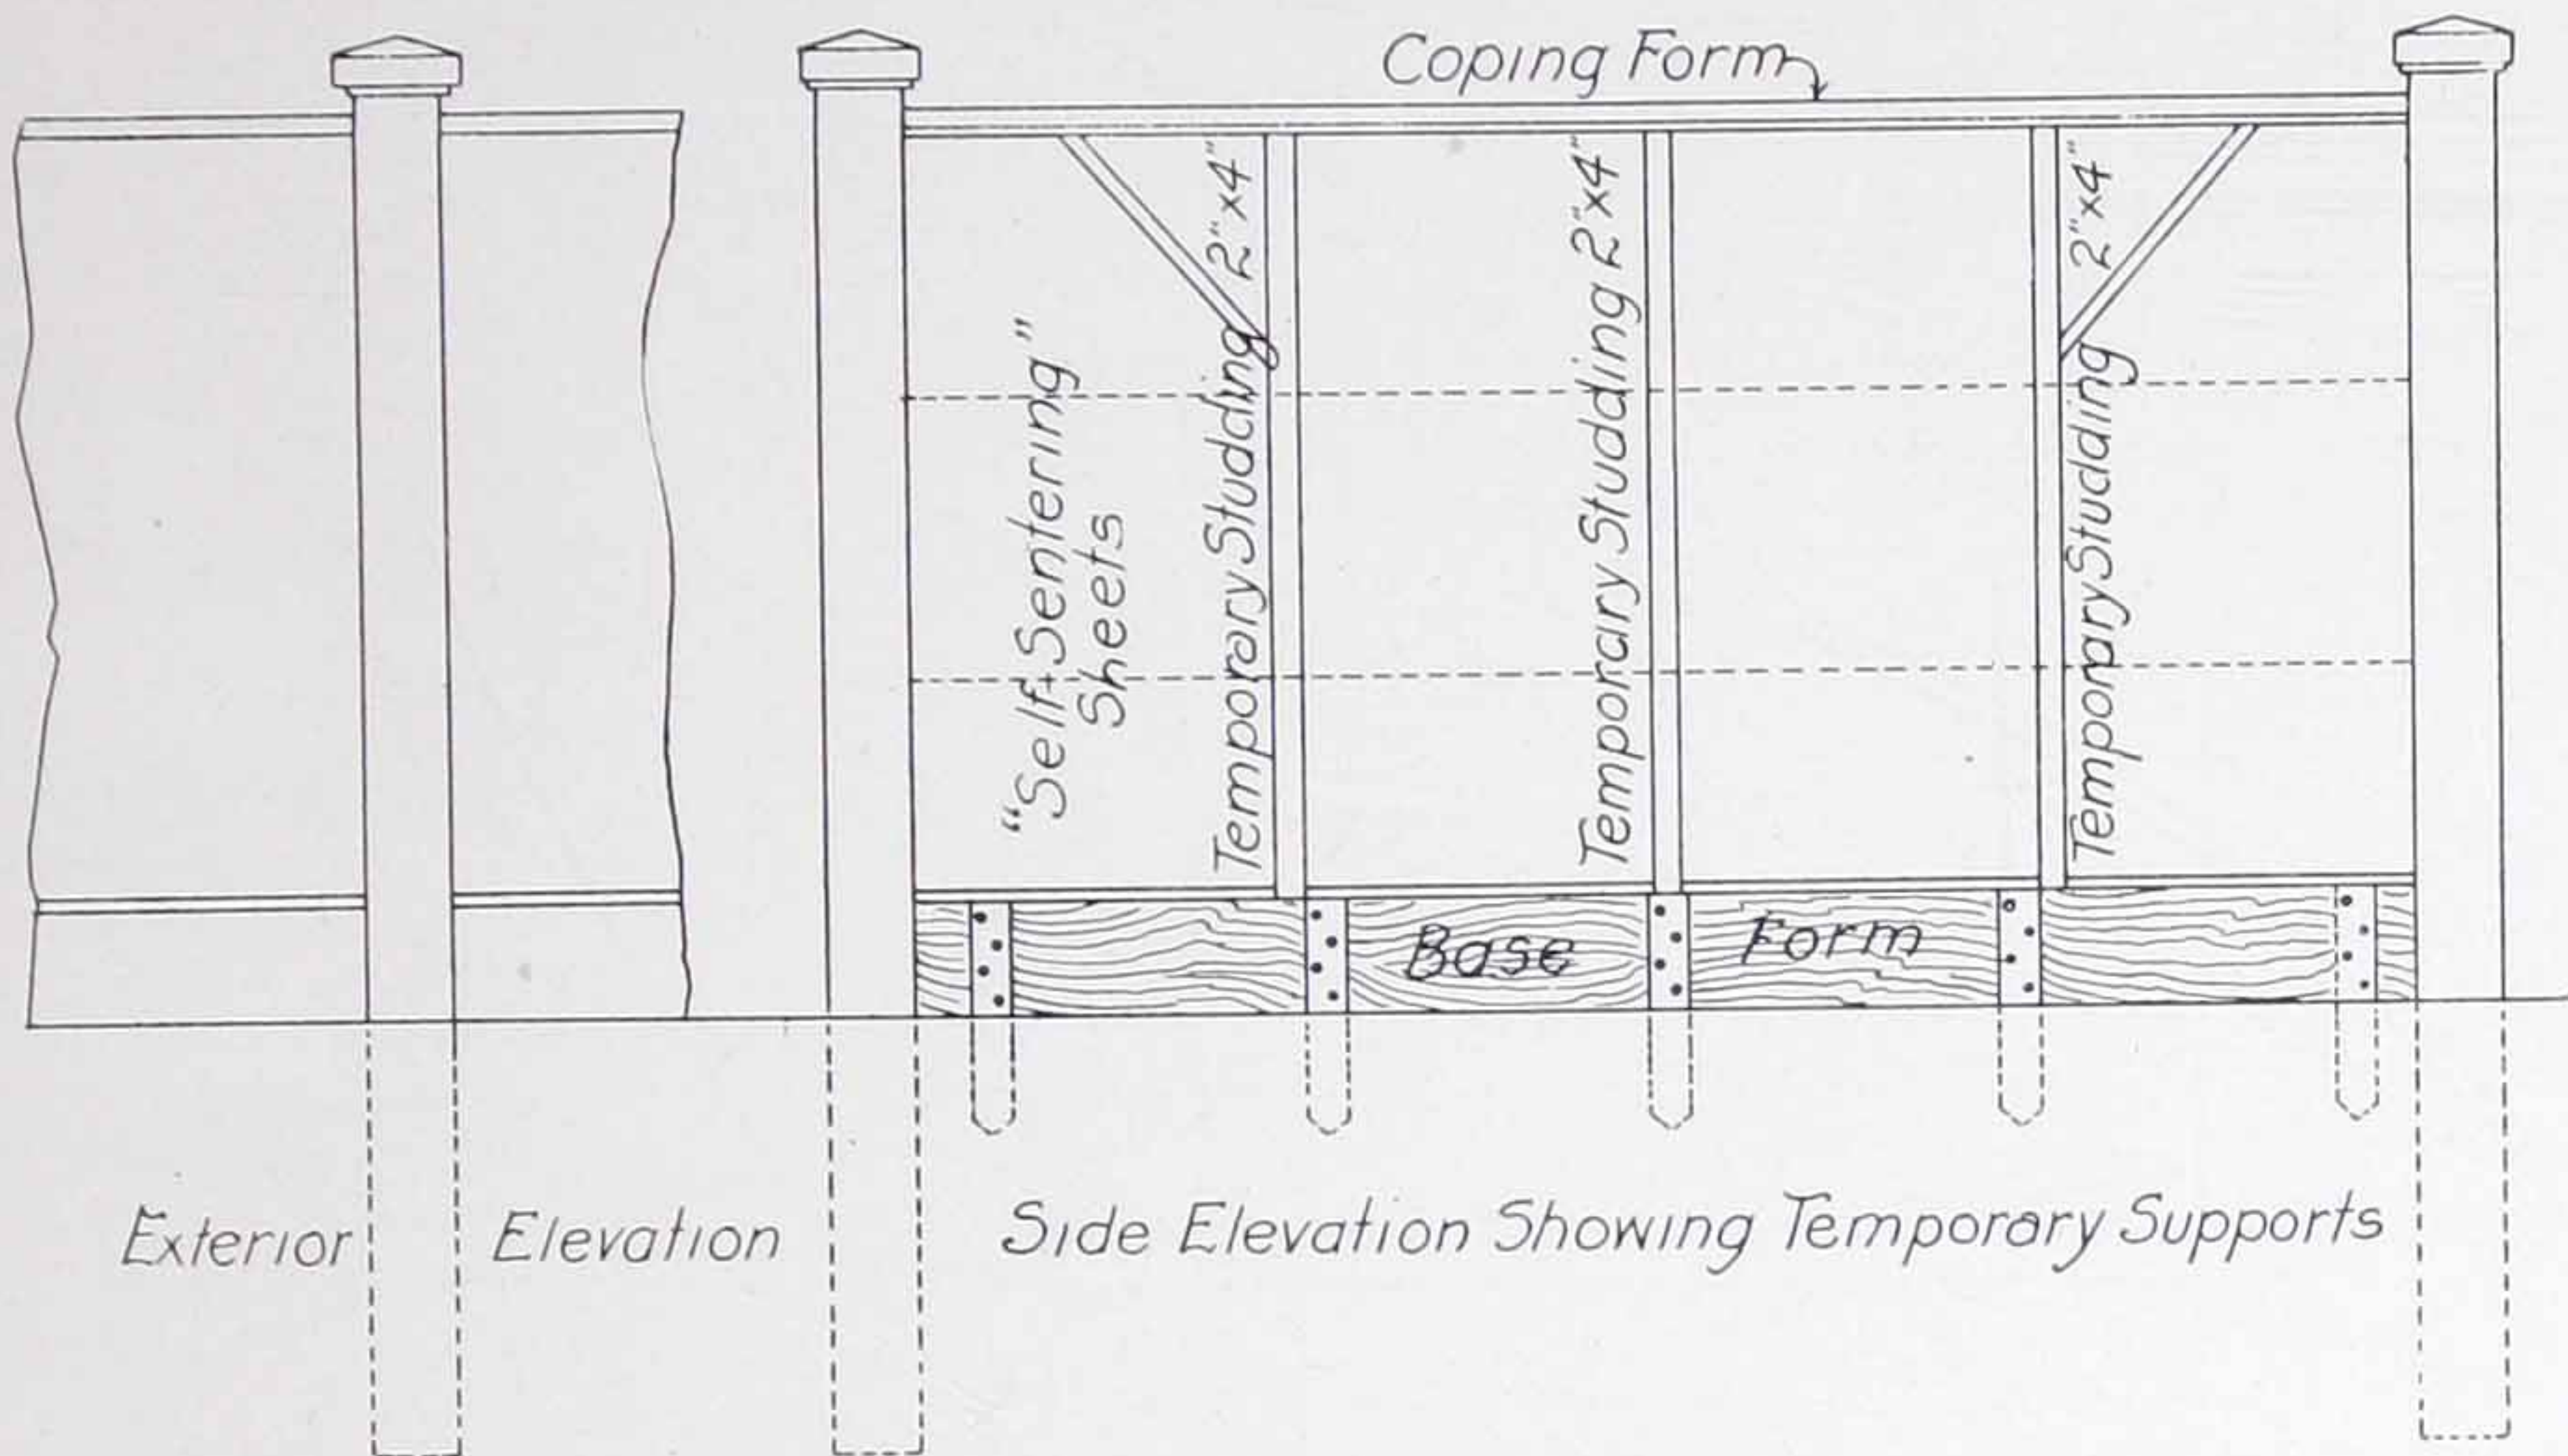 Coping Form
"Self-Sentering"
Sheets
Temporary Studding 2"x4"
Temporary Studding 2"x4"
Temporary Studding 2"x4"
Base Form
Exterior Elevation
Side Elevation Showing Temporary Supports